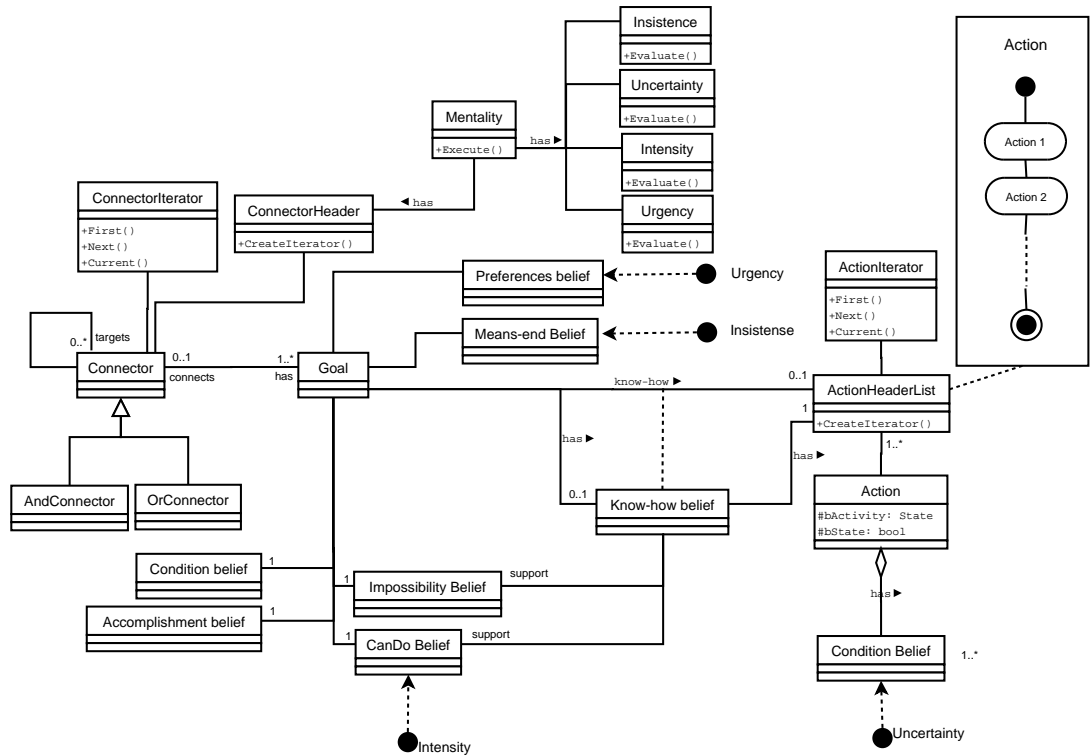 Insistence
+Evaluate()
Uncertainty
+Evaluate()
Intensity
+Evaluate()
Urgency
+Evaluate()
Mentality
+Execute()
has ►
Action
Action 1
Action 2
ConnectorIterator
+First()
+Next()
+Current()
ConnectorHeader
+CreateIterator()
◄ has
Preferences belief
Urgency
Means-end Belief
Insistense
ActionIterator
+First()
+Next()
+Current()
0..*
targets
Connector
0..1
connects
1..*
has
Goal
know-how ►
0..1
ActionHeaderList
+CreateIterator()
1
has ►
has ►
1..*
AndConnector
OrConnector
0..1
Know-how belief
Action
#bActivity: State
#bState: bool
Condition belief
1
Accomplishment belief
1
1
Impossibility Belief
support
1
CanDo Belief
support
has ►
Condition Belief
1..*
Intensity
Uncertainty